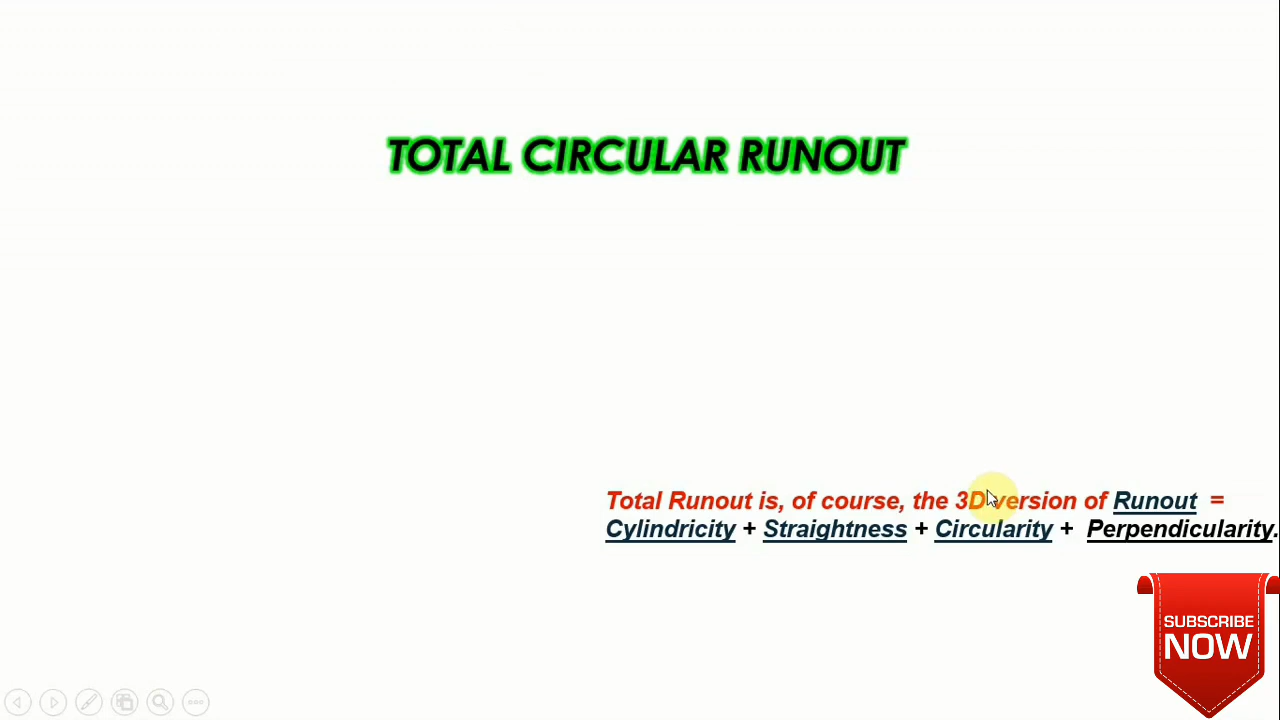 TOTAL CIRCULAR RUNOUT
Total Runout is, of course, the 3D version of Runout =
Cylindricity + Straightness + Circularity + Perpendicularity.
SUBSCRIBE
NOW